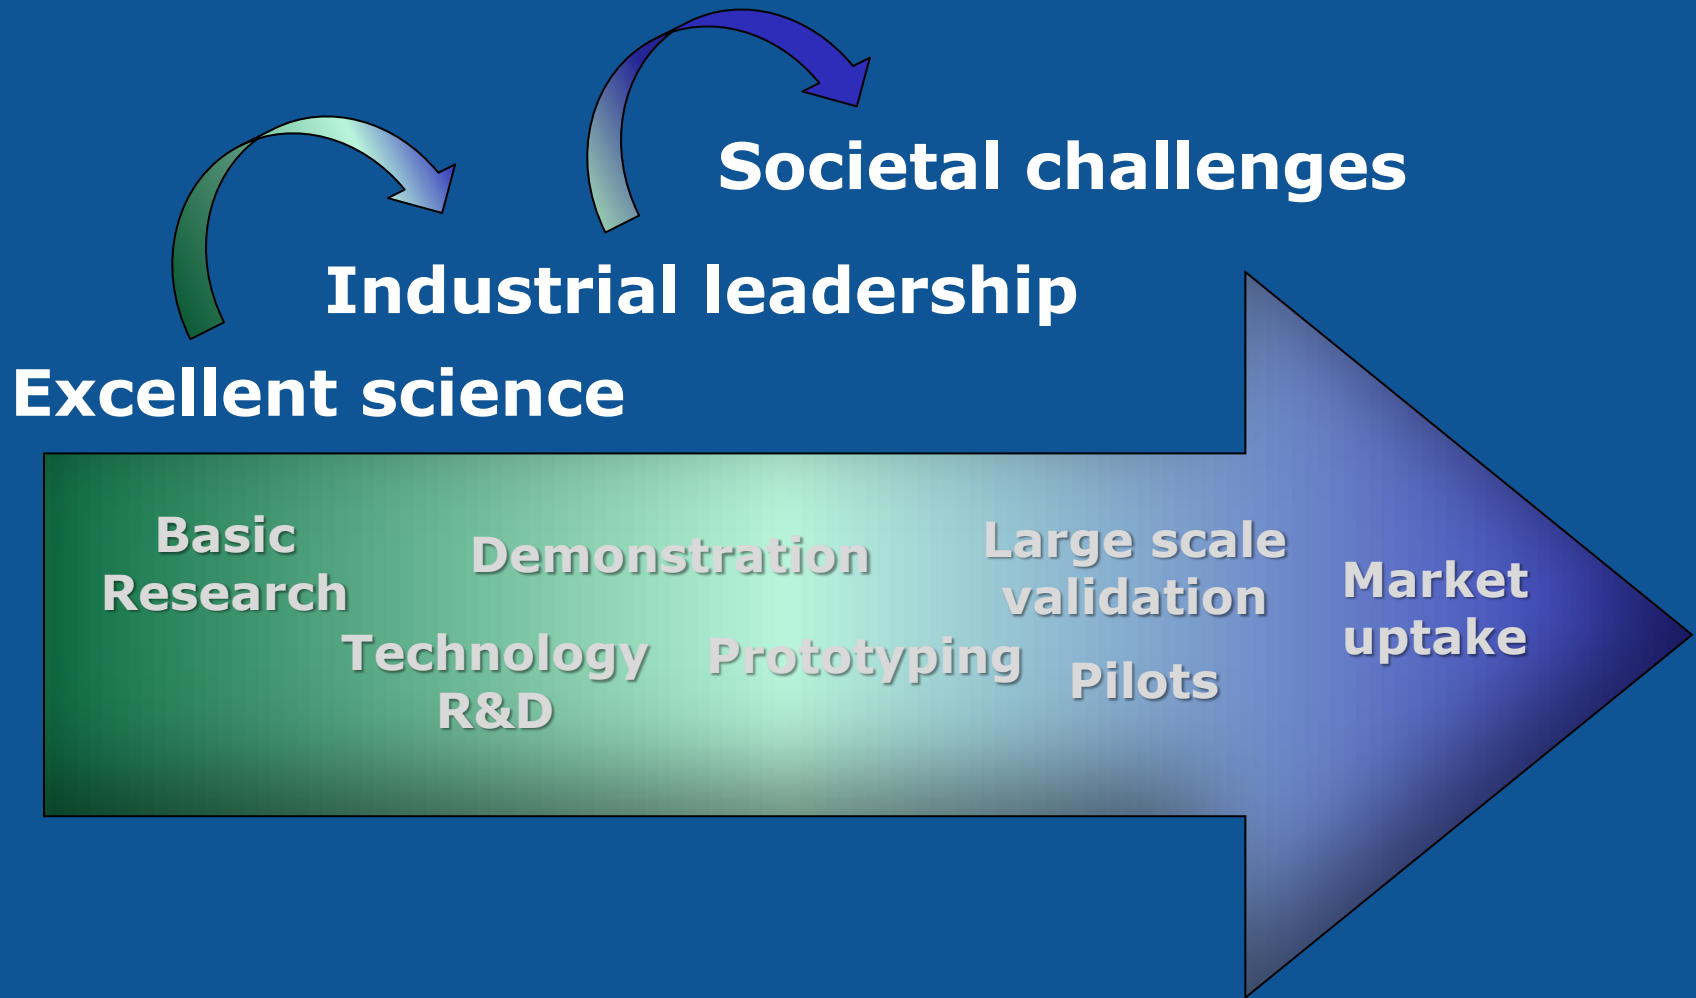 Societal challenges
Industrial leadership
Excellent science
Basic
Research
Demonstration
Large scale
validation
Market
uptake
Technology
R&D
Prototyping
Pilots